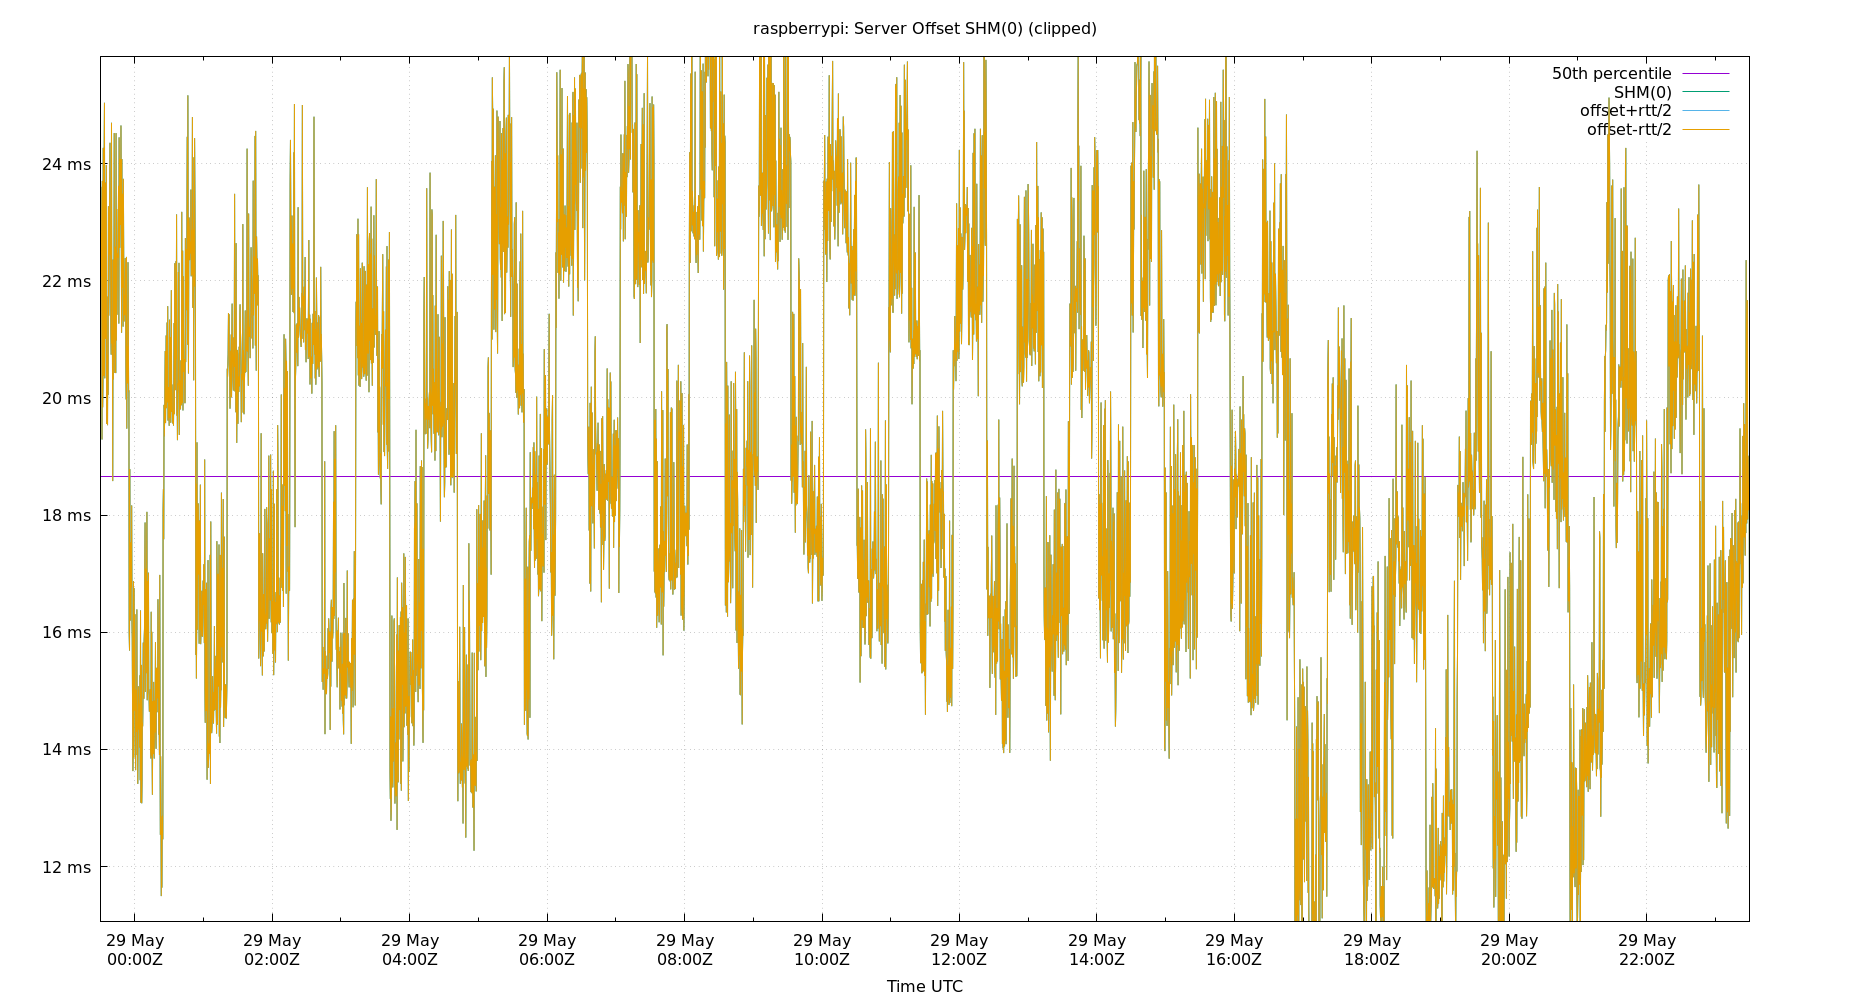 raspberrypi: Server Offset SHM(0) (clipped)
50th percentile
SHM(0)
offset+rtt/2
offset-rtt/2
24 ms
22 ms
20 ms
18 ms
16 ms
14 ms
12 ms
29 May 29 May 29 May 29 May 29 May 29 May 29 May 29 May 29 May 29 May 29 May 29 May
00:00Z 02:00Z 04:00Z 06:00Z 08:00Z 10:00Z 12:00Z 14:00Z 16:00Z 18:00Z 20:00Z 22:00Z
Time UTC